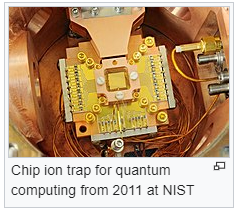 Chip ion trap for quantum
computing from 2011 at NIST